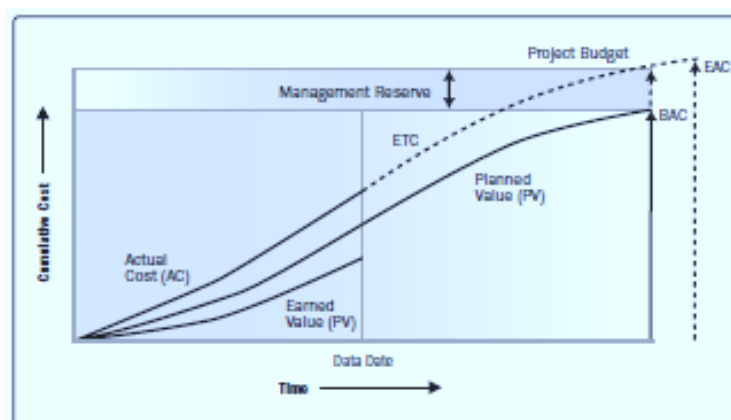 Project Budget
EAC
Management Reserve
BAC
ETC
Planned
Value (PV)
Cumulative Cost
Actual
Cost (AC)
Earned
Value (PV)
Data Date
Time